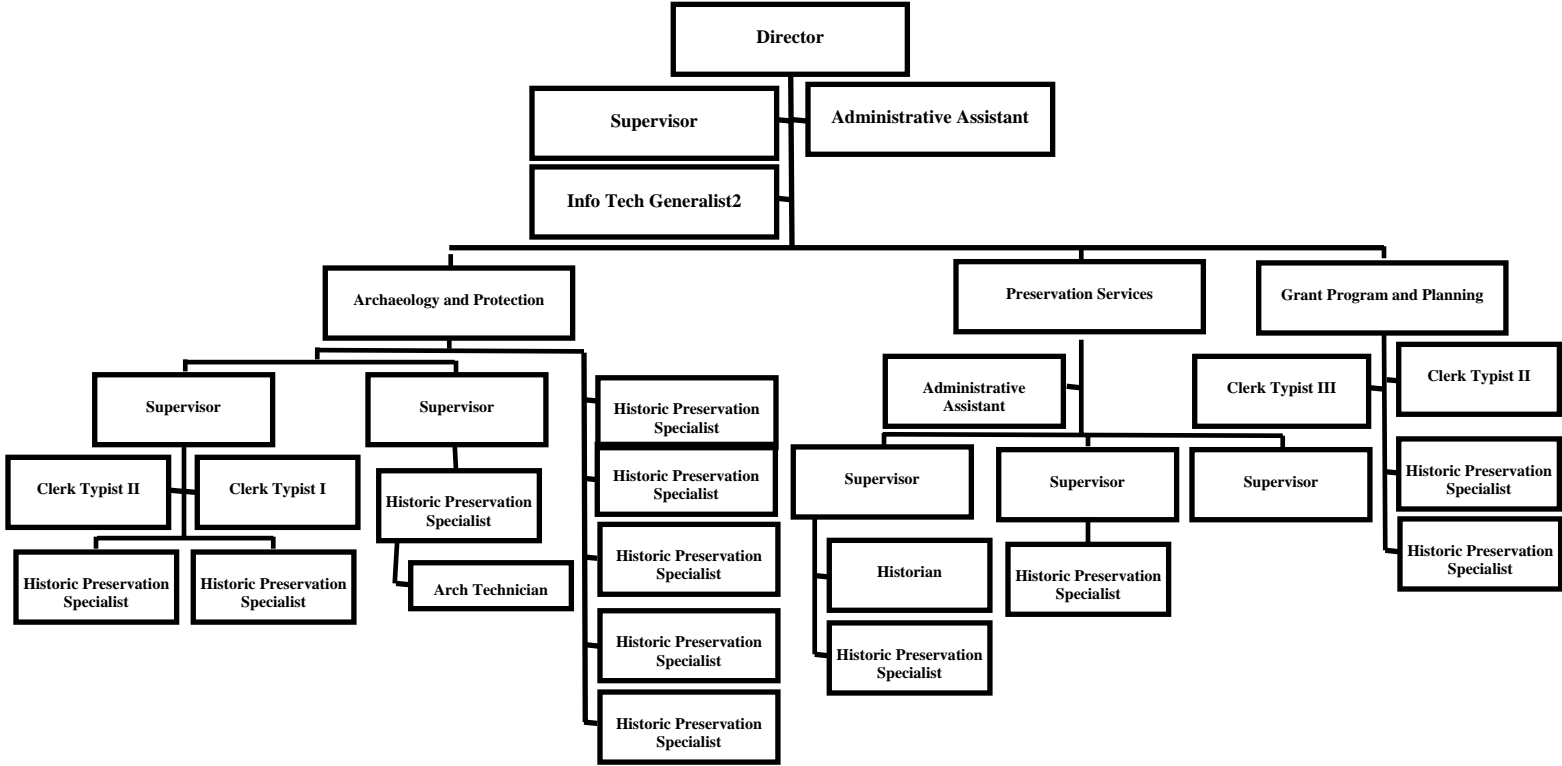 Director
Supervisor
Administrative Assistant
Info Tech Generalist2
Archaeology and Protection
Preservation Services
Grant Program and Planning
Supervisor
Supervisor
Clerk Typist II
Clerk Typist I
Historic Preservation
Specialist
Historic Preservation
Specialist
Historic Preservation
Specialist
Arch Technician
Historic Preservation
Specialist
Historic Preservation
Specialist
Historic Preservation
Specialist
Historic Preservation
Specialist
Historic Preservation
Specialist
Administrative
Assistant
Supervisor
Supervisor
Supervisor
Historian
Historic Preservation
Specialist
Historic Preservation
Specialist
Clerk Typist III
Clerk Typist II
Historic Preservation
Specialist
Historic Preservation
Specialist